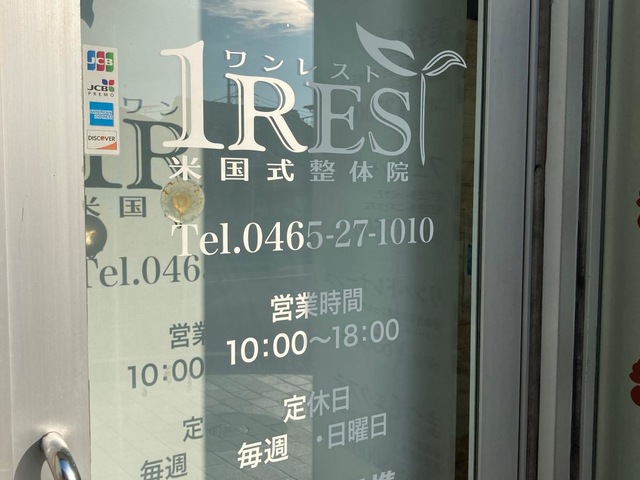 JCB
JCB
PREMO
AMERICAN EXPRESS
DISCOVER
ワンレスト
1REST
米国式整体院
Tel.0465-27-1010
営業時間
10:00〜18:00
定休日
毎週 ・日曜日